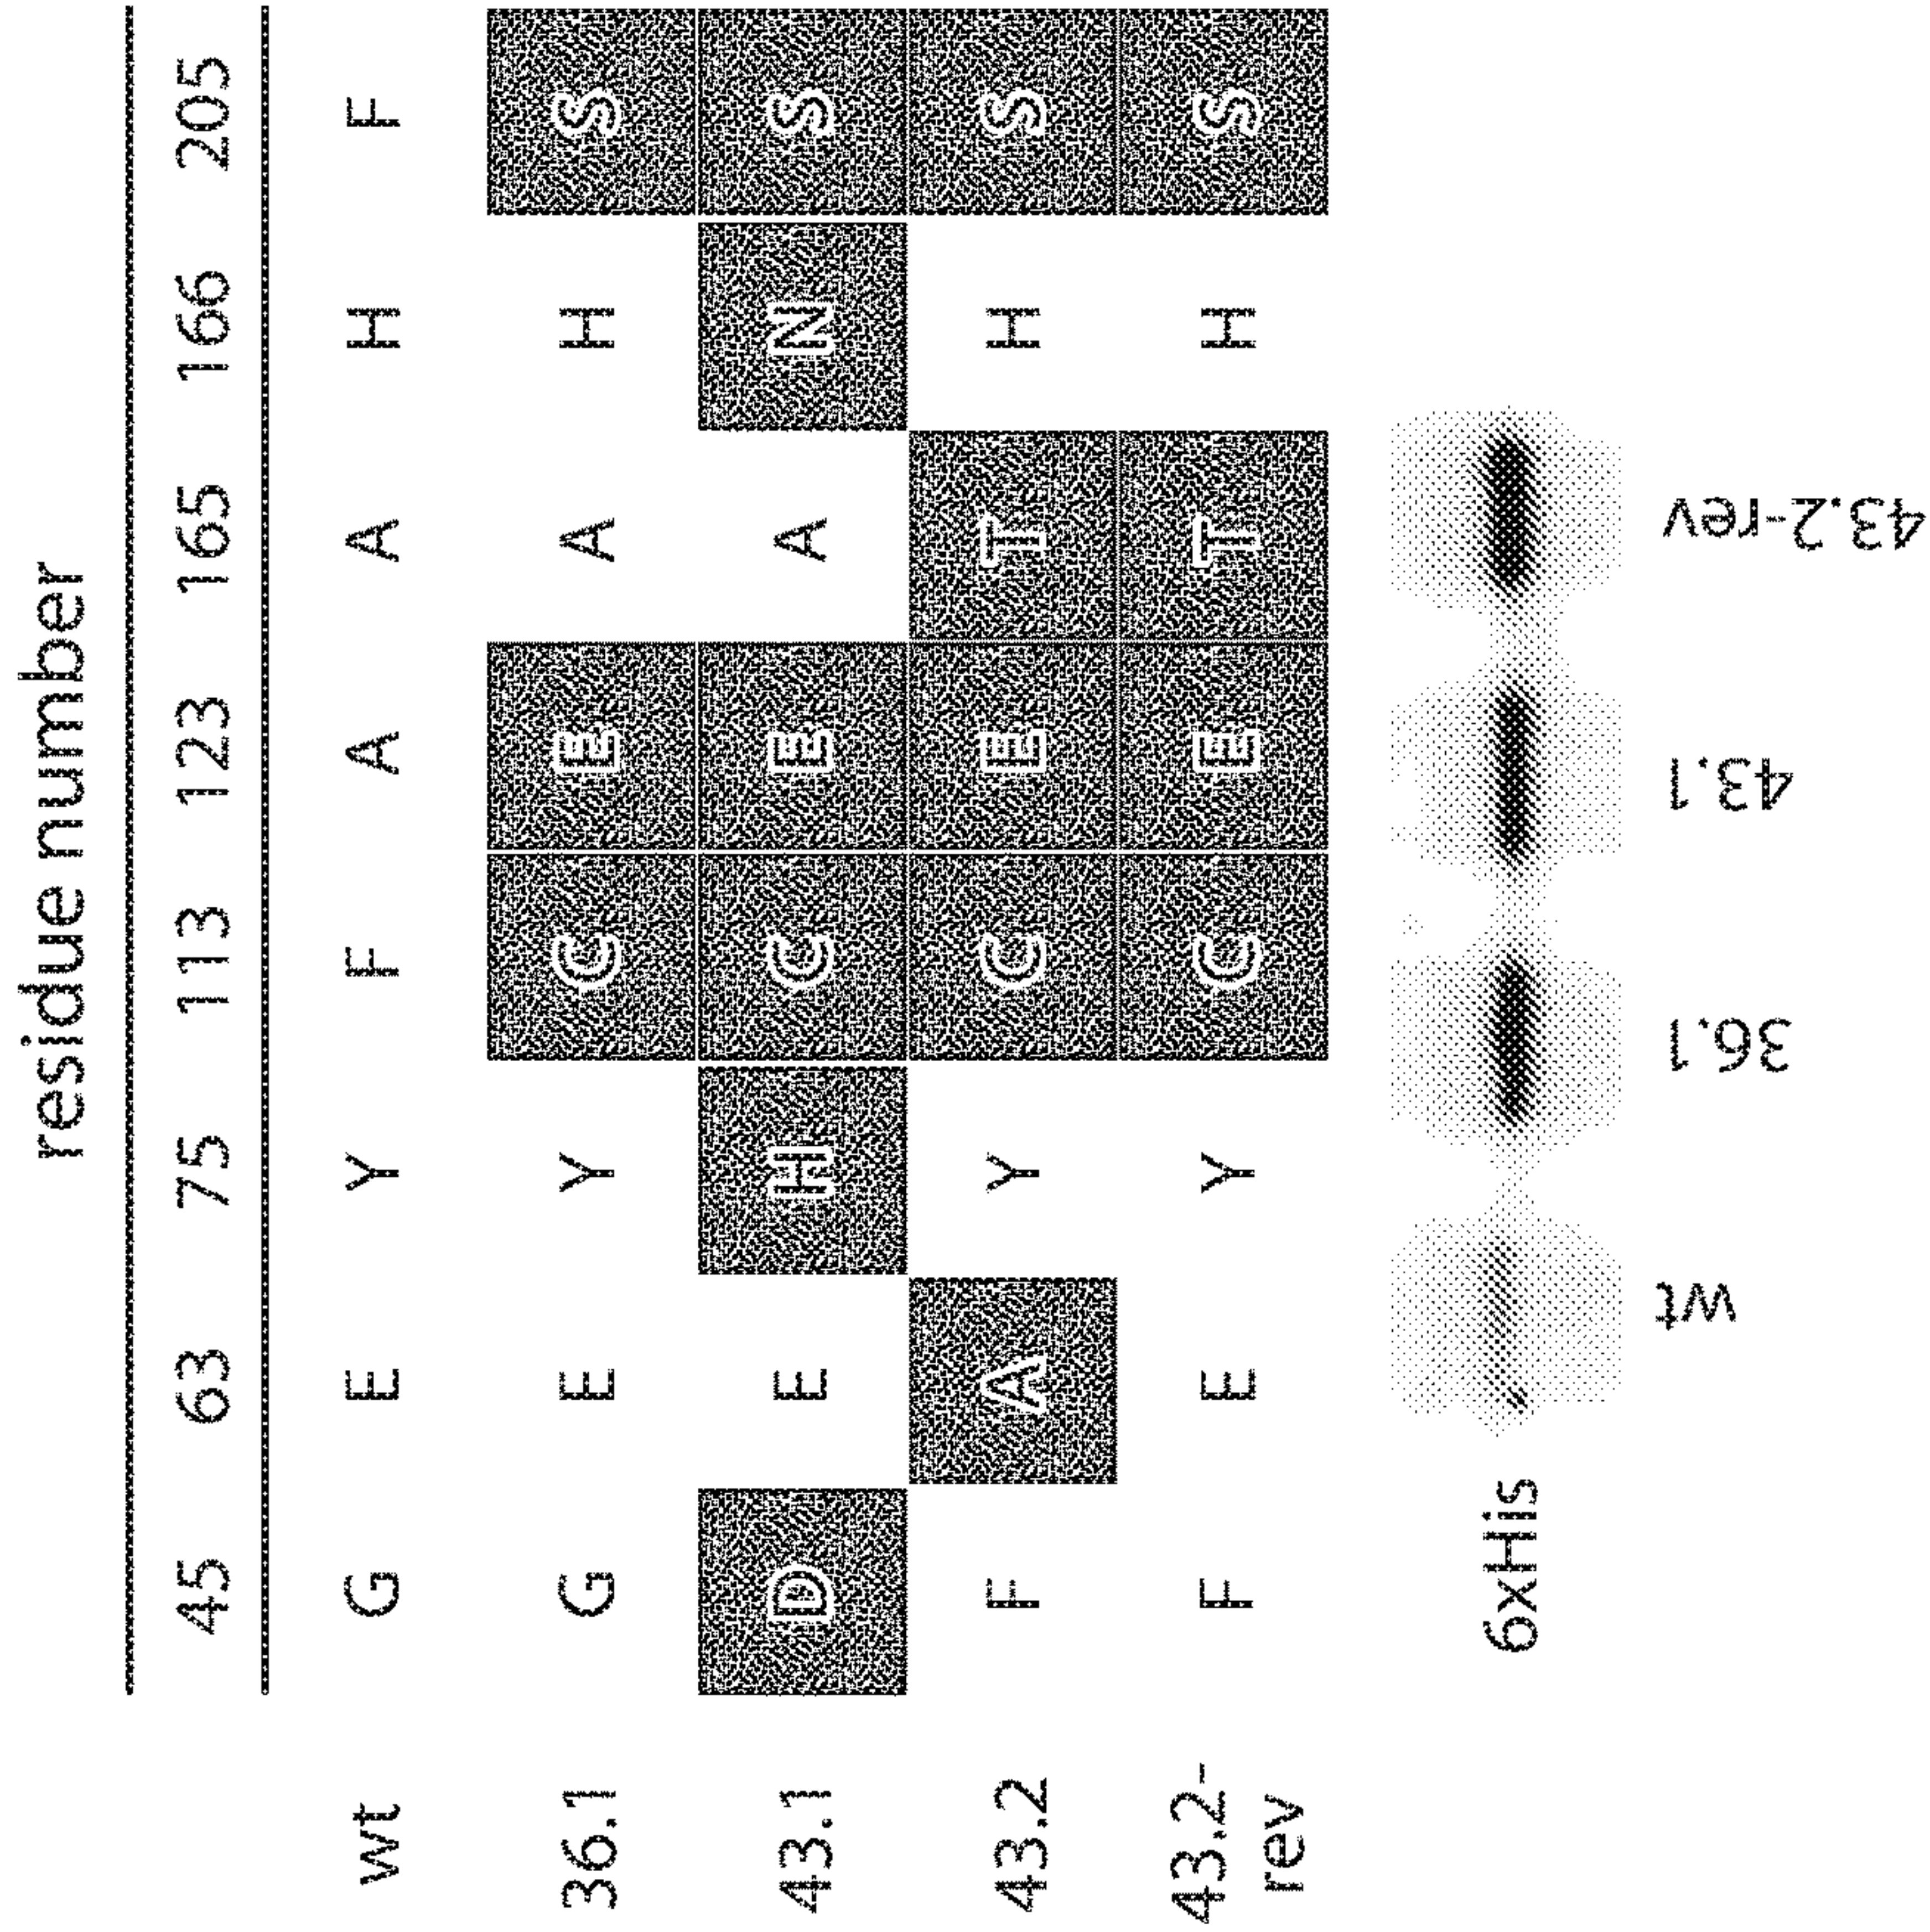 residue number
45 63 75 113 123 165 166 205
wt G E Y F A A H F
36.1 G E Y C E A H S
43.1 D E H C E A N S
43.2 F A Y C E T H S
43.2-
rev F E Y C E T H S
6xHis
wt 36.1 43.1 43.2-rev